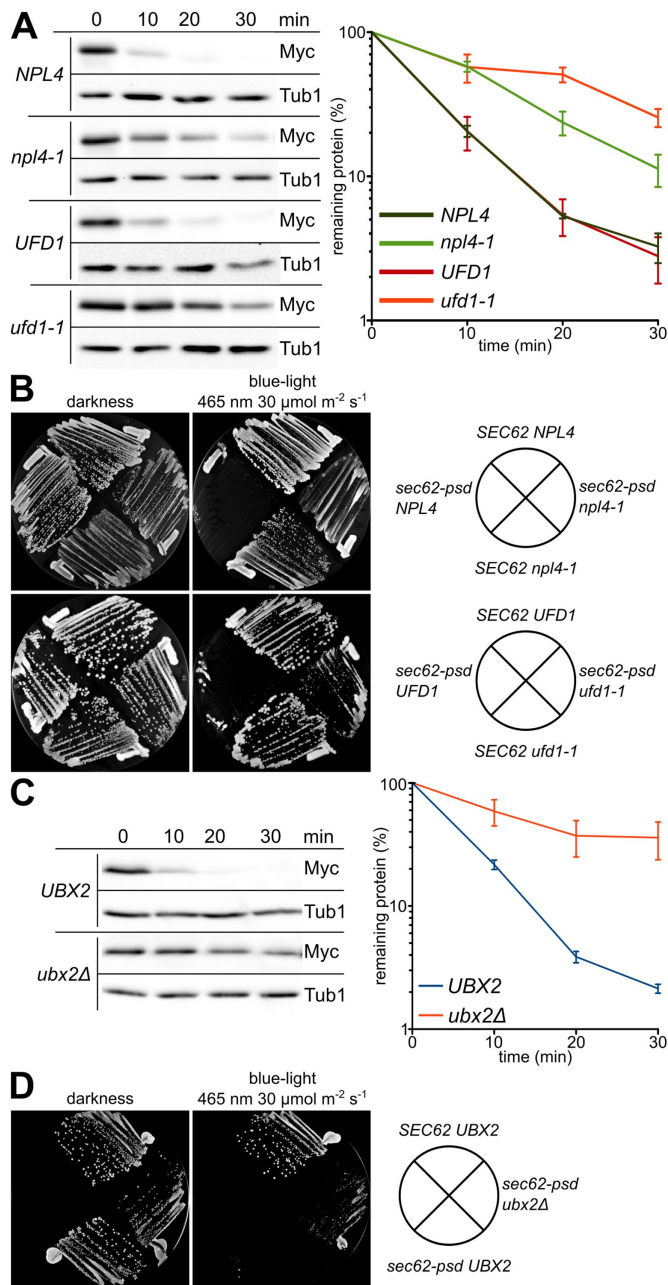 A
0 10 20 30 min
NPL4
Myc
Tub1
npl4-1
Myc
Tub1
UFD1
Myc
Tub1
ufd1-1
Myc
Tub1
remaining protein (%)
100
10
1
0 10 20 30
time (min)
NPL4
npl4-1
UFD1
ufd1-1
B
darkness
blue-light
465 nm 30 µmol m⁻² s⁻¹
SEC62 NPL4
sec62-psd
NPL4
sec62-psd
npl4-1
SEC62 npl4-1
SEC62 UFD1
sec62-psd
UFD1
sec62-psd
ufd1-1
SEC62 ufd1-1
C
0 10 20 30 min
UBX2
Myc
Tub1
ubx2Δ
Myc
Tub1
remaining protein (%)
100
10
1
0 10 20 30
time (min)
UBX2
ubx2Δ
D
darkness
blue-light
465 nm 30 µmol m⁻² s⁻¹
SEC62 UBX2
sec62-psd
ubx2Δ
sec62-psd UBX2